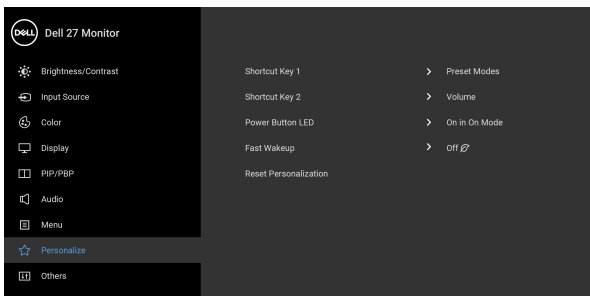 DELL Dell 27 Monitor
Brightness/Contrast
Input Source
Color
Display
PIP/PBP
Audio
Menu
Personalize
Others
Shortcut Key 1 > Preset Modes
Shortcut Key 2 > Volume
Power Button LED > On in On Mode
Fast Wakeup > Off
Reset Personalization